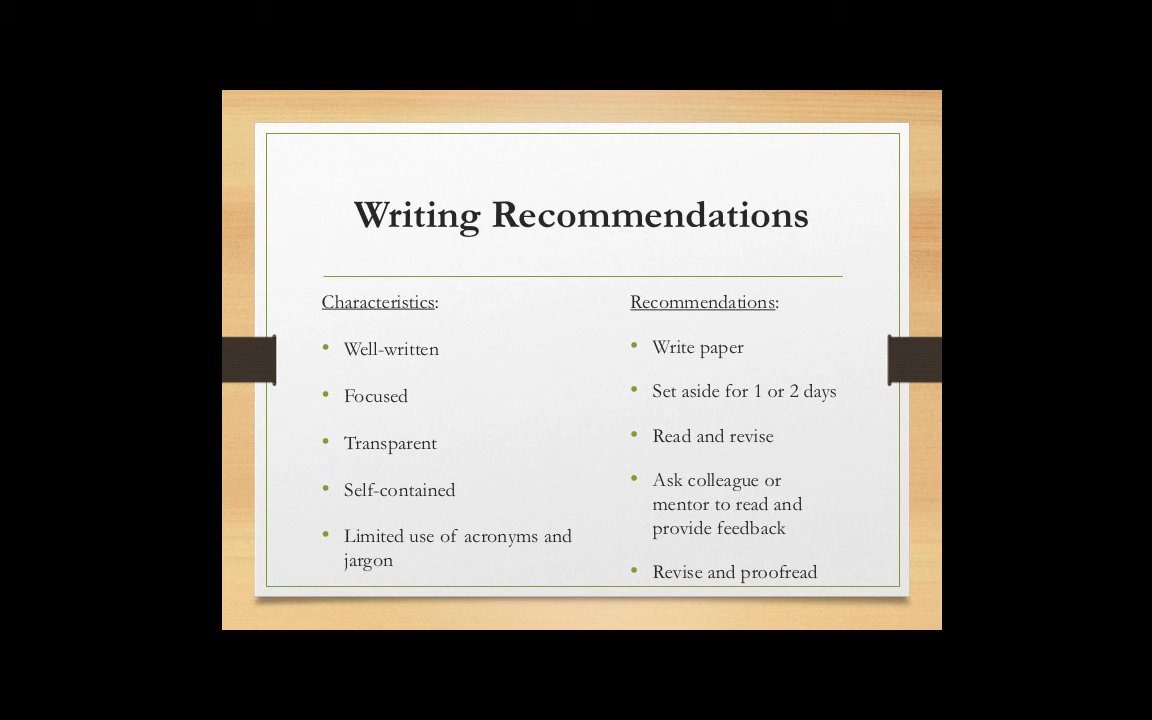 Writing Recommendations
Characteristics:
• Well-written
• Focused
• Transparent
• Self-contained
• Limited use of acronyms and
jargon
Recommendations:
• Write paper
• Set aside for 1 or 2 days
• Read and revise
• Ask colleague or
mentor to read and
provide feedback
• Revise and proofread